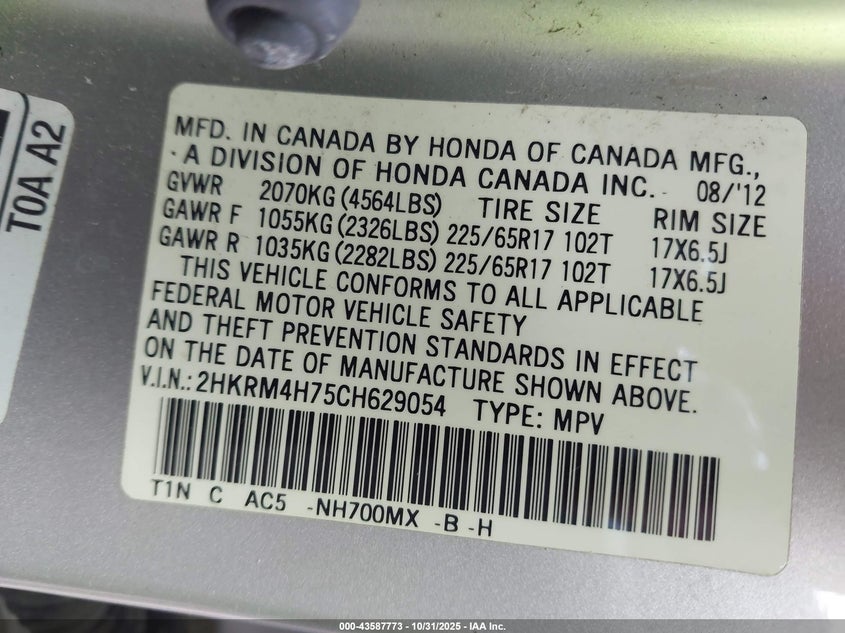 TOA A2
MFD. IN CANADA BY HONDA OF CANADA MFG.,
A DIVISION OF HONDA CANADA INC. 08/'12
GVWR 2070KG (4564LBS) TIRE SIZE RIM SIZE
GAWR F 1055KG (2326LBS) 225/65R17 102T 17X6.5J
GAWR R 1035KG (2282LBS) 225/65R17 102T 17X6.5J
THIS VEHICLE CONFORMS TO ALL APPLICABLE
FEDERAL MOTOR VEHICLE SAFETY
AND THEFT PREVENTION STANDARDS IN EFFECT
ON THE DATE OF MANUFACTURE SHOWN ABOVE.
V.I.N.: 2HKRM4H75CH629054 TYPE: MPV
T1N C AC5 -NH700MX -B -H
000-43587773 - 10/31/2025 - IAA Inc.